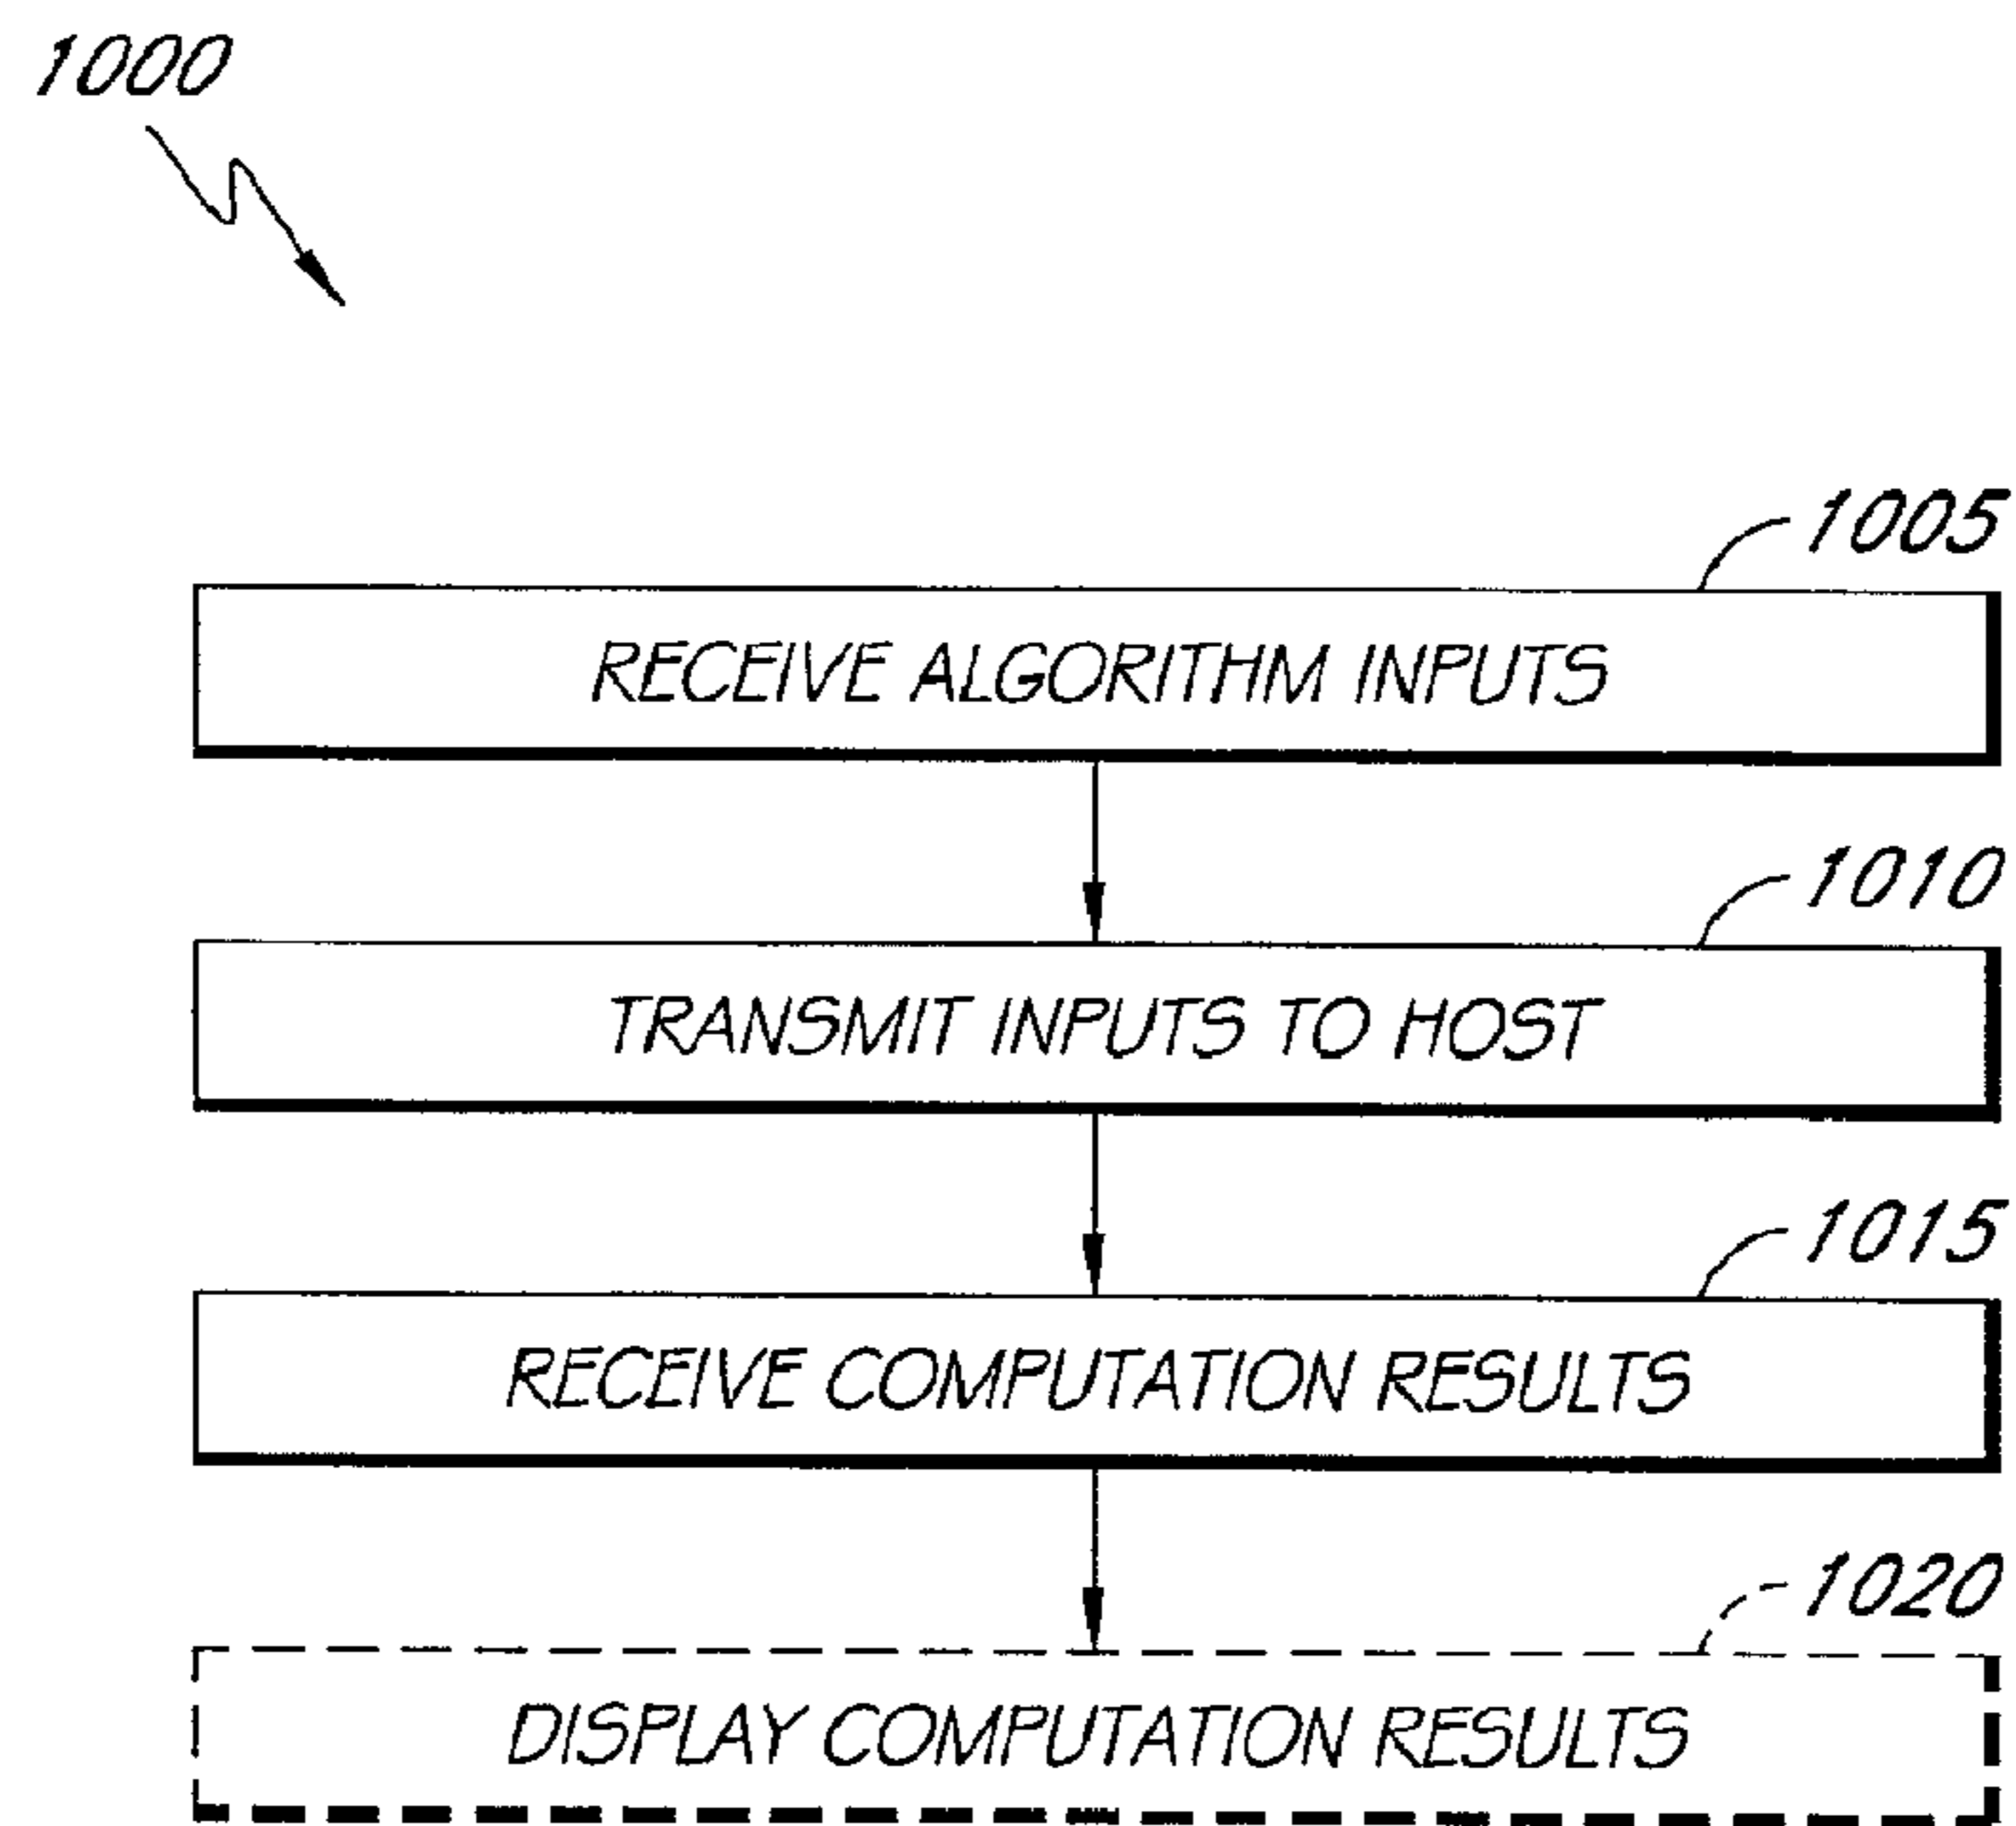 1000
1005
RECEIVE ALGORITHM INPUTS
1010
TRANSMIT INPUTS TO HOST
1015
RECEIVE COMPUTATION RESULTS
1020
DISPLAY COMPUTATION RESULTS